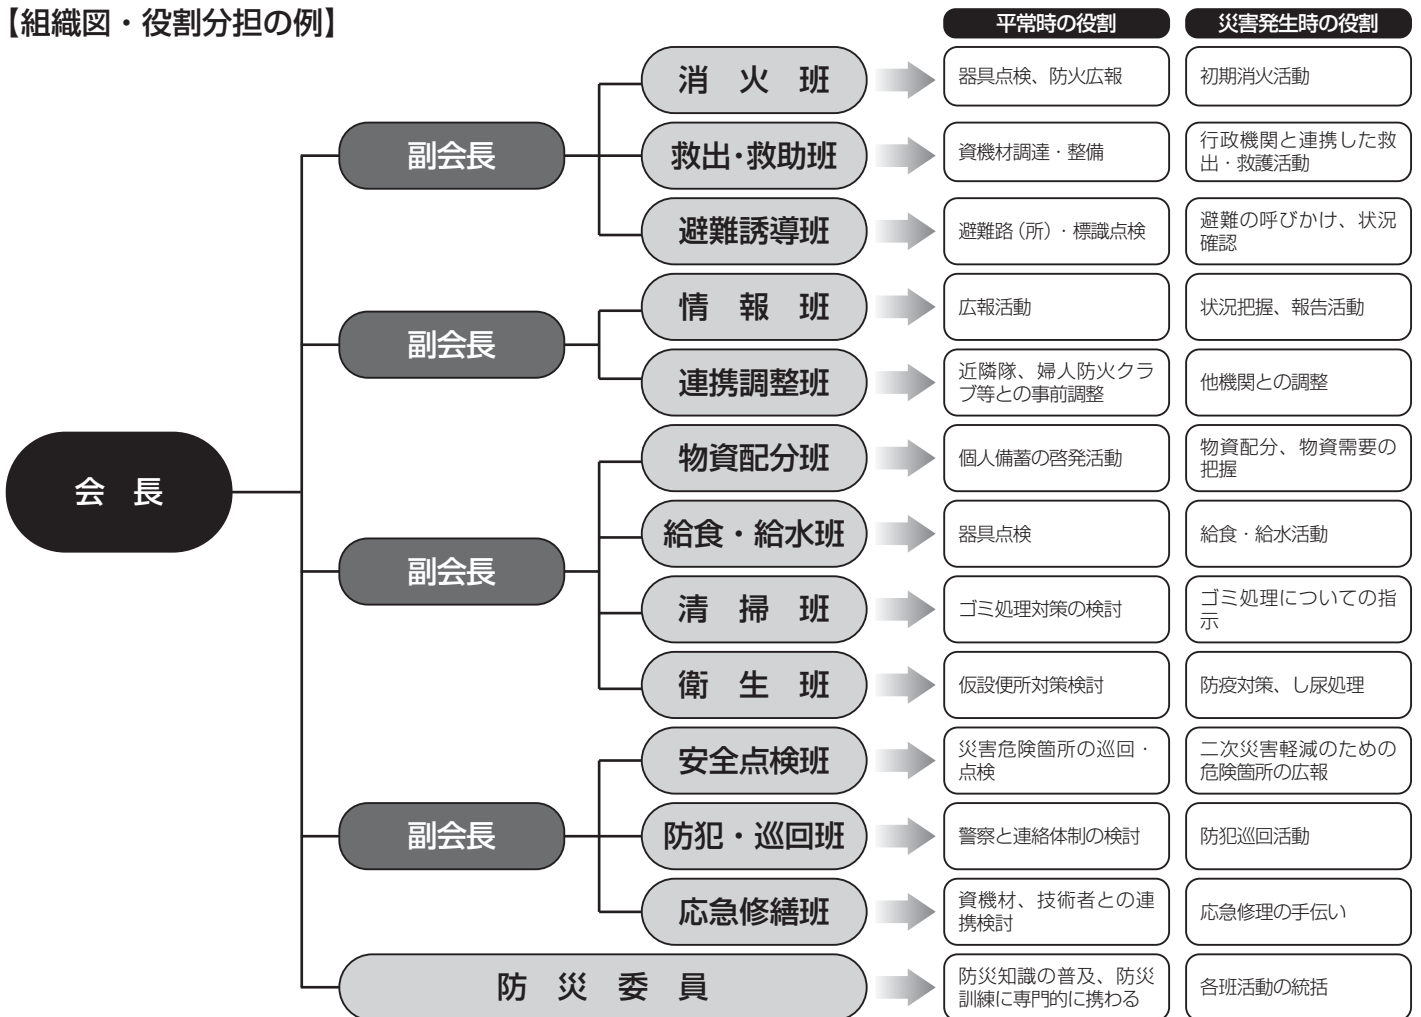 【組織図・役割分担の例】
平常時の役割
災害発生時の役割
会　長
副会長
消　火　班
器具点検、防火広報
初期消火活動
救出・救助班
資機材調達・整備
行政機関と連携した救
出・救護活動
避難誘導班
避難路（所）・標識点検
避難の呼びかけ、状況
確認
副会長
情　報　班
広報活動
状況把握、報告活動
連携調整班
近隣隊、婦人防火クラ
ブ等との事前調整
他機関との調整
副会長
物資配分班
個人備蓄の啓発活動
物資配分、物資需要の
把握
給食・給水班
器具点検
給食・給水活動
清　掃　班
ゴミ処理対策の検討
ゴミ処理についての指
示
衛　生　班
仮設便所対策検討
防疫対策、し尿処理
副会長
安全点検班
災害危険箇所の巡回・
点検
二次災害軽減のための
危険箇所の広報
防犯・巡回班
警察と連絡体制の検討
防犯巡回活動
応急修繕班
資機材、技術者との連
携検討
応急修理の手伝い
防　災　委　員
防災知識の普及、防災
訓練に専門的に携わる
各班活動の統括